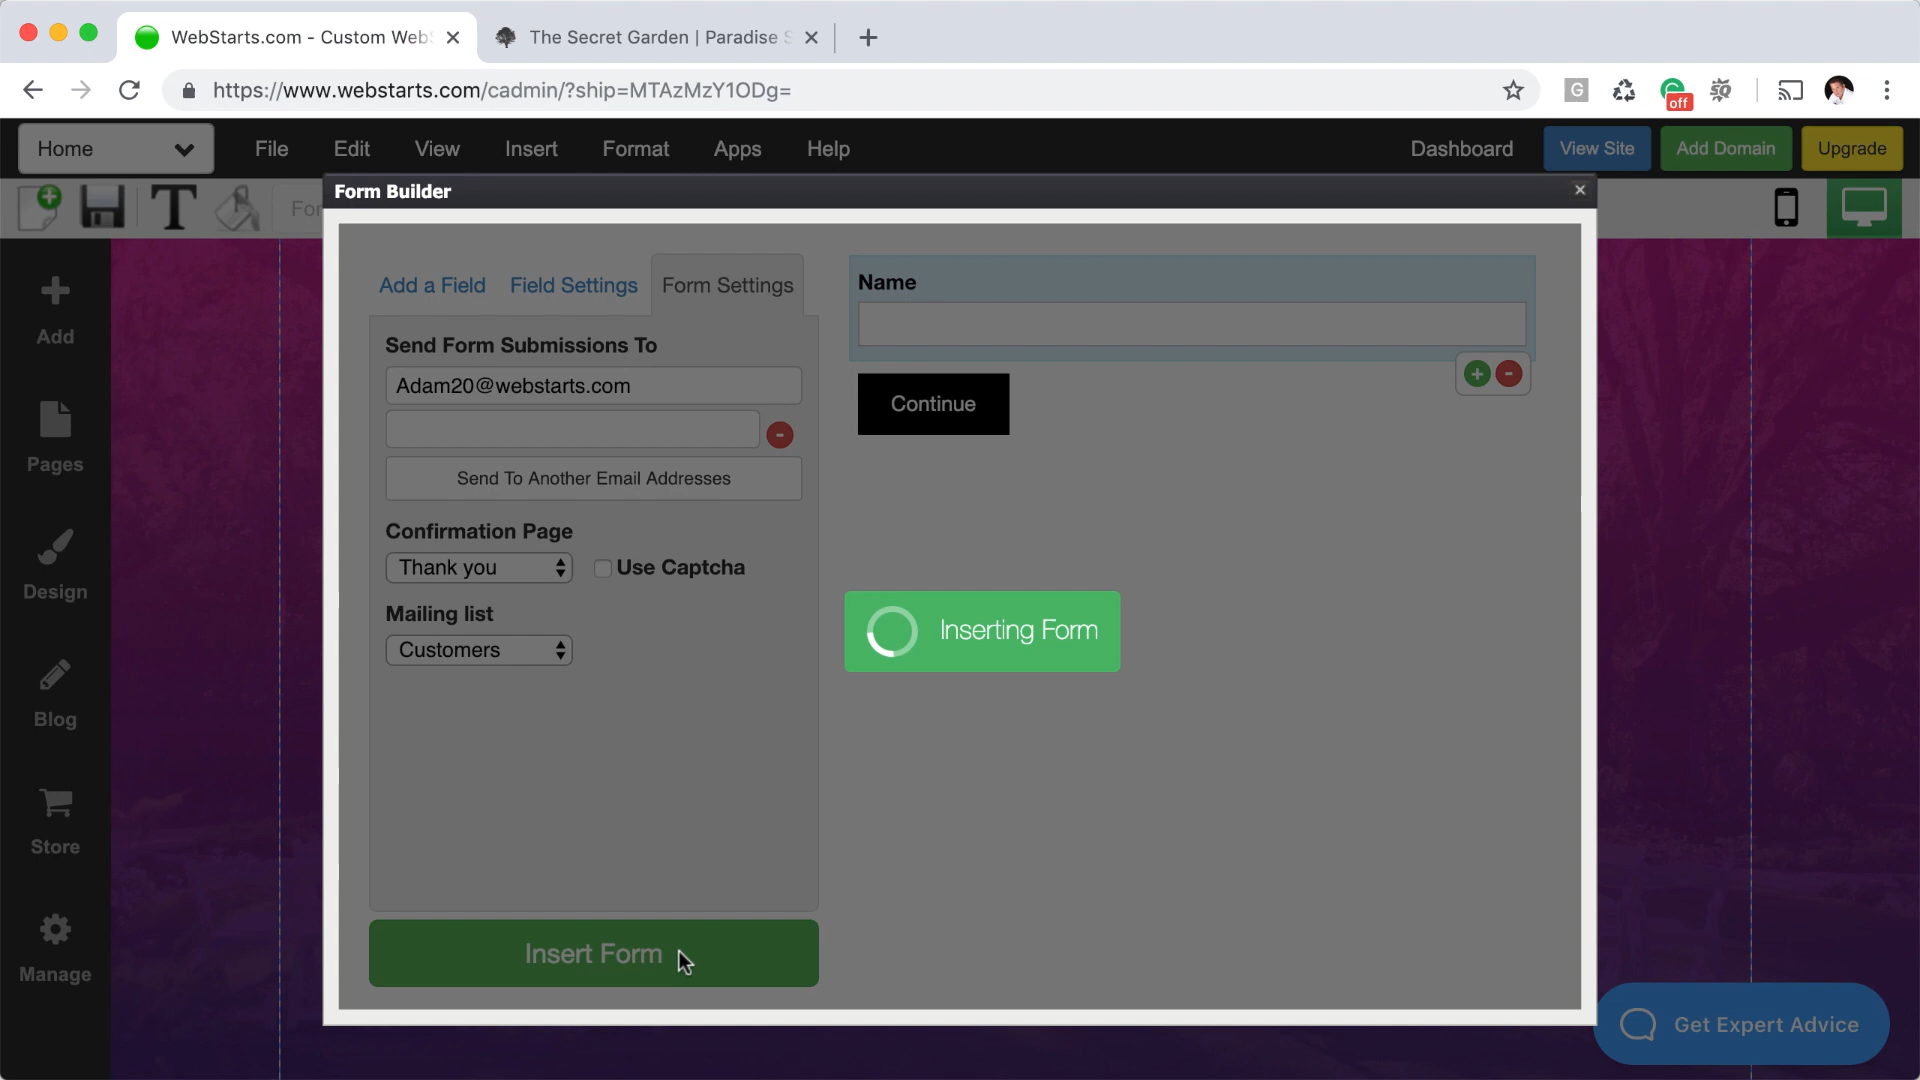 WebStarts.com - Custom Web
The Secret Garden | Paradise S
https://www.webstarts.com/cadmin/?ship=MTAzMzY1ODg=
G
off
Home
File
Edit
View
Insert
Format
Apps
Help
Dashboard
View Site
Add Domain
Upgrade
T
For
Form Builder
Add a Field
Field Settings
Form Settings
Send Form Submissions To
Adam20@webstarts.com
Send To Another Email Addresses
Confirmation Page
Thank you
Use Captcha
Mailing list
Customers
Insert Form
Name
Continue
Inserting Form
Add
Pages
Design
Blog
Store
Manage
Get Expert Advice